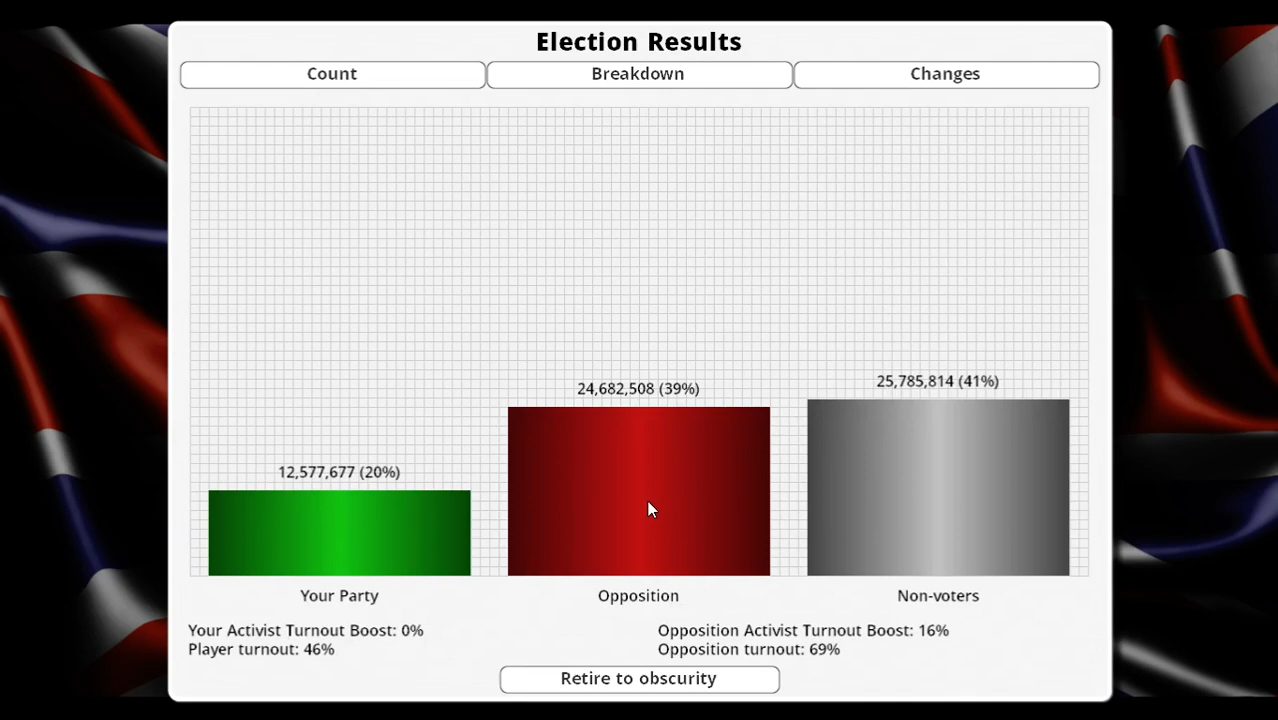 Election Results
Count
Breakdown
Changes
12,577,677 (20%)
24,682,508 (39%)
25,785,814 (41%)
Your Party
Opposition
Non-voters
Your Activist Turnout Boost: 0%
Player turnout: 46%
Opposition Activist Turnout Boost: 16%
Opposition turnout: 69%
Retire to obscurity